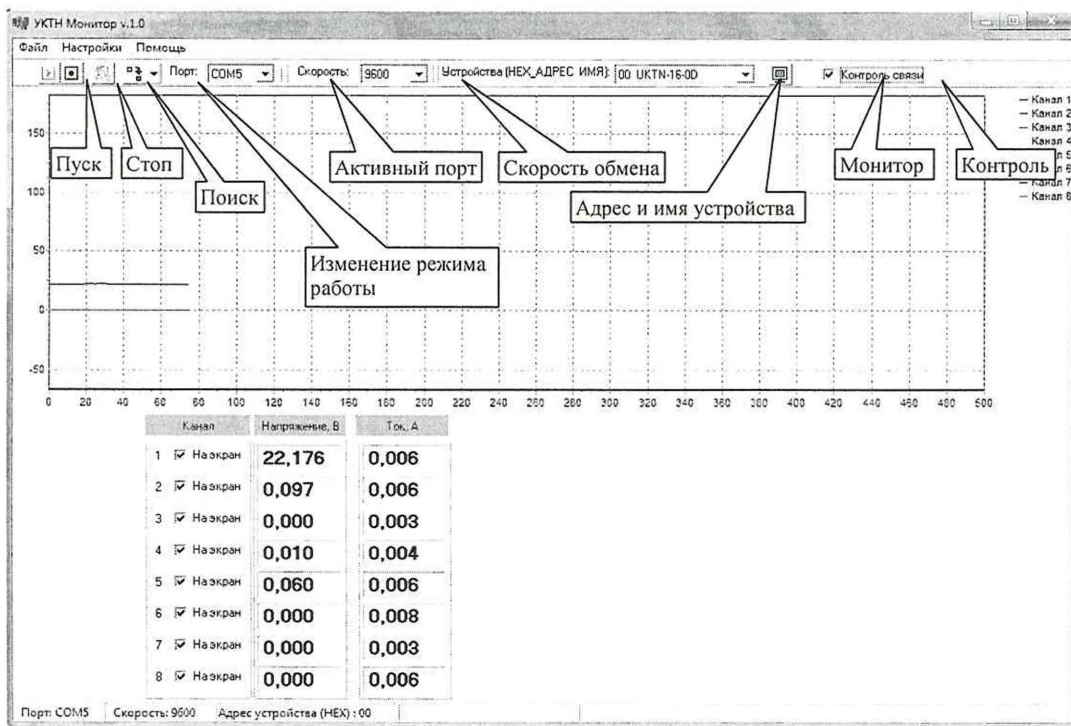 УКТН Монитор v.1.0
Файл Настройки Помощь
Порт: COM5 Скорость: 9600 Устройства (HEX_АДРЕС ИМЯ): 00 UKTN-16-0D Контроль связи
Пуск
Стоп
Поиск
Изменение режима
работы
Активный порт
Скорость обмена
Адрес и имя устройства
Монитор
Контроль
Канал 1
Канал 2
Канал 3
Канал 4
Канал 5
Канал 6
Канал 7
Канал 8
150
100
50
0
-50
0 20 40 60 80 100 120 140 160 180 200 220 240 260 280 300 320 340 360 380 400 420 440 460 480 500
Канал Напряжение, В Ток, А
1 На экран 22,176 0,006
2 На экран 0,097 0,006
3 На экран 0,000 0,003
4 На экран 0,010 0,004
5 На экран 0,060 0,006
6 На экран 0,000 0,008
7 На экран 0,000 0,003
8 На экран 0,000 0,006
Порт: COM5 Скорость: 9600 Адрес устройства (HEX) : 00